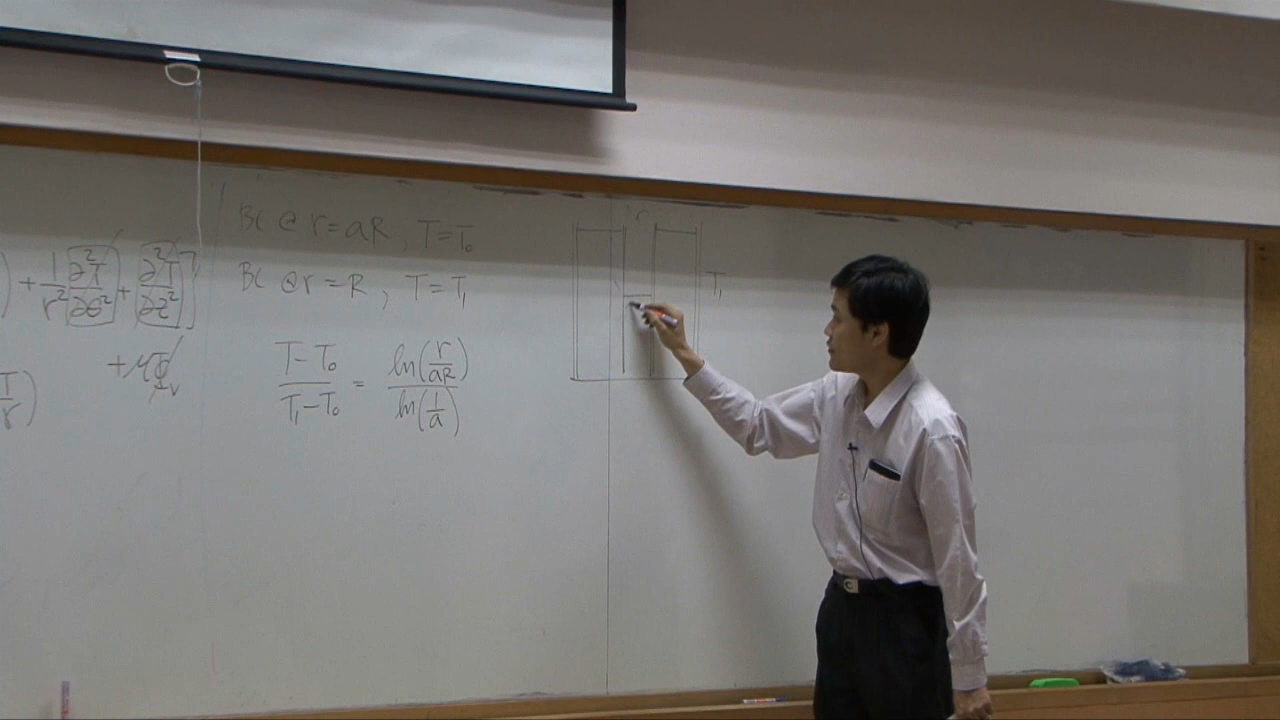 ) + 1/r² ∂²T/∂θ² + ∂²T/∂z² ]
+ μΦv
T/r)
BC @ r = aR , T = T₀
BC @ r = R , T = T₁
(T − T₀)/(T₁ − T₀) = ln(r/aR)/ln(1/a)
r
T₁